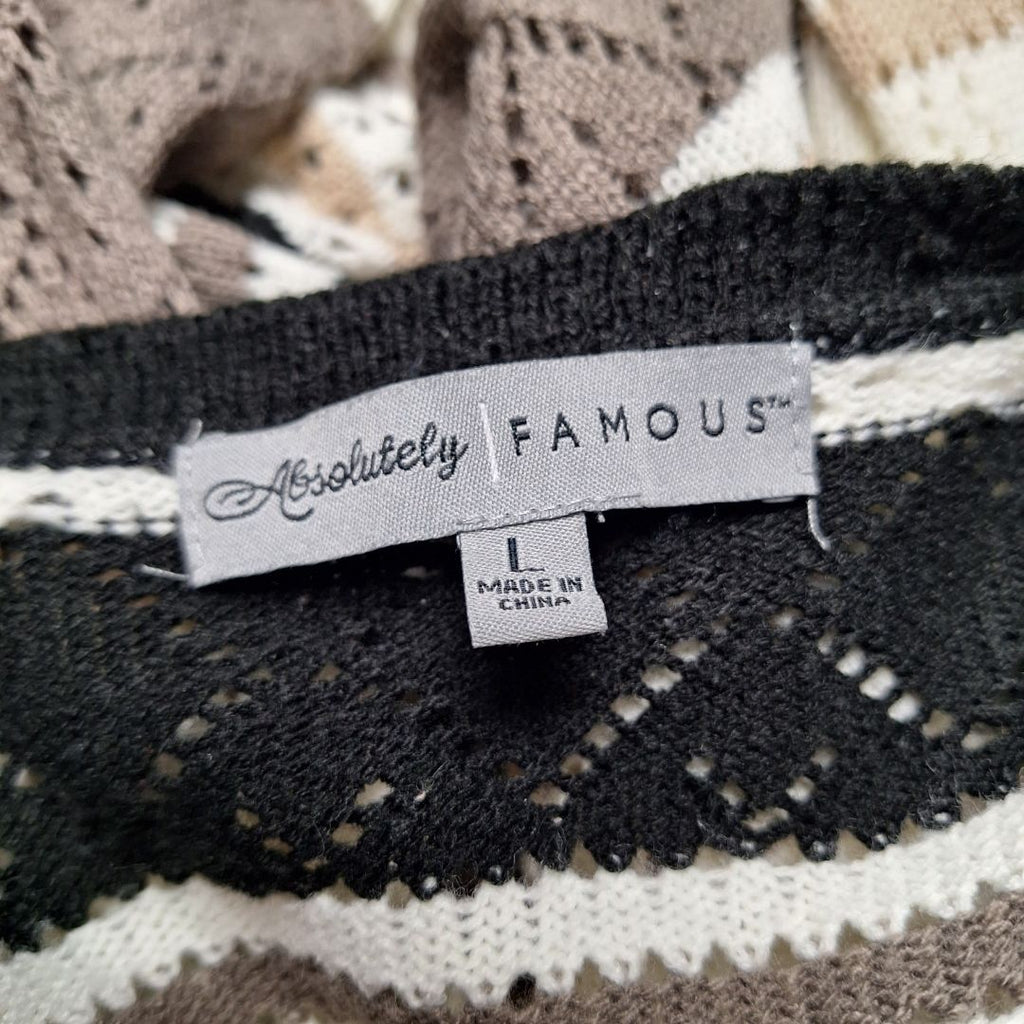 Absolutely | FAMOUS™
L
MADE IN
CHINA